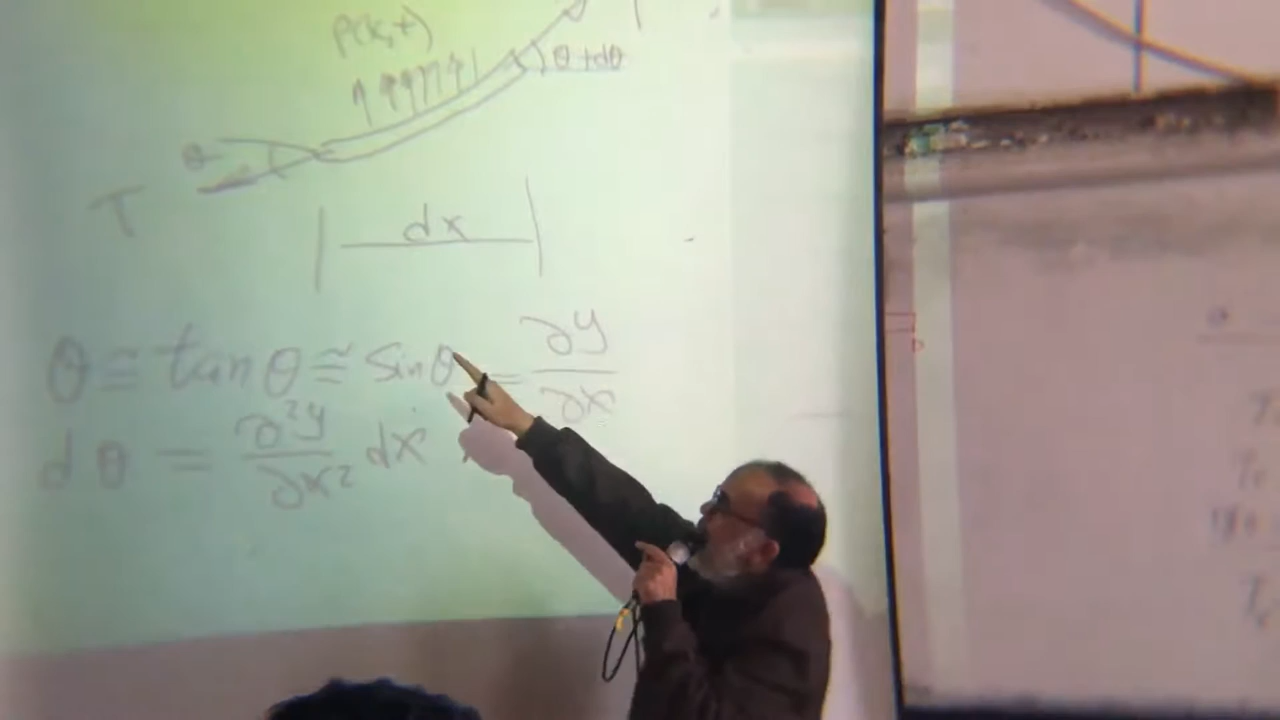 P(x,t)
θ+dθ
θ
T
dx
θ ≅ tan θ ≅ sin θ = ∂y/∂x
dθ = ∂²y/∂x² dx